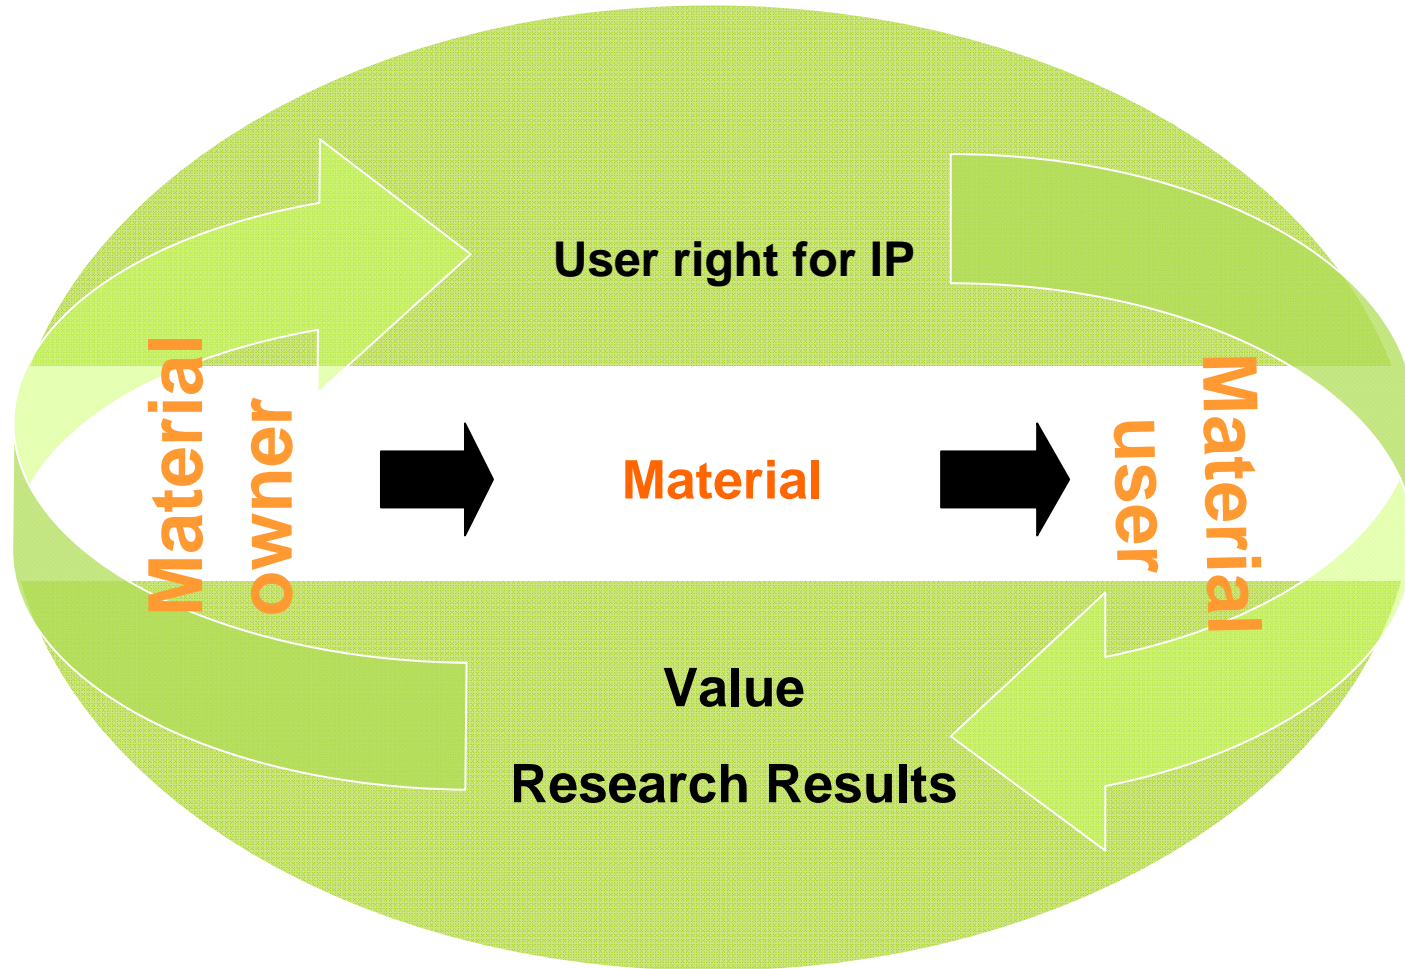 User right for IP
Material
owner
Material
Material
user
Value
Research Results